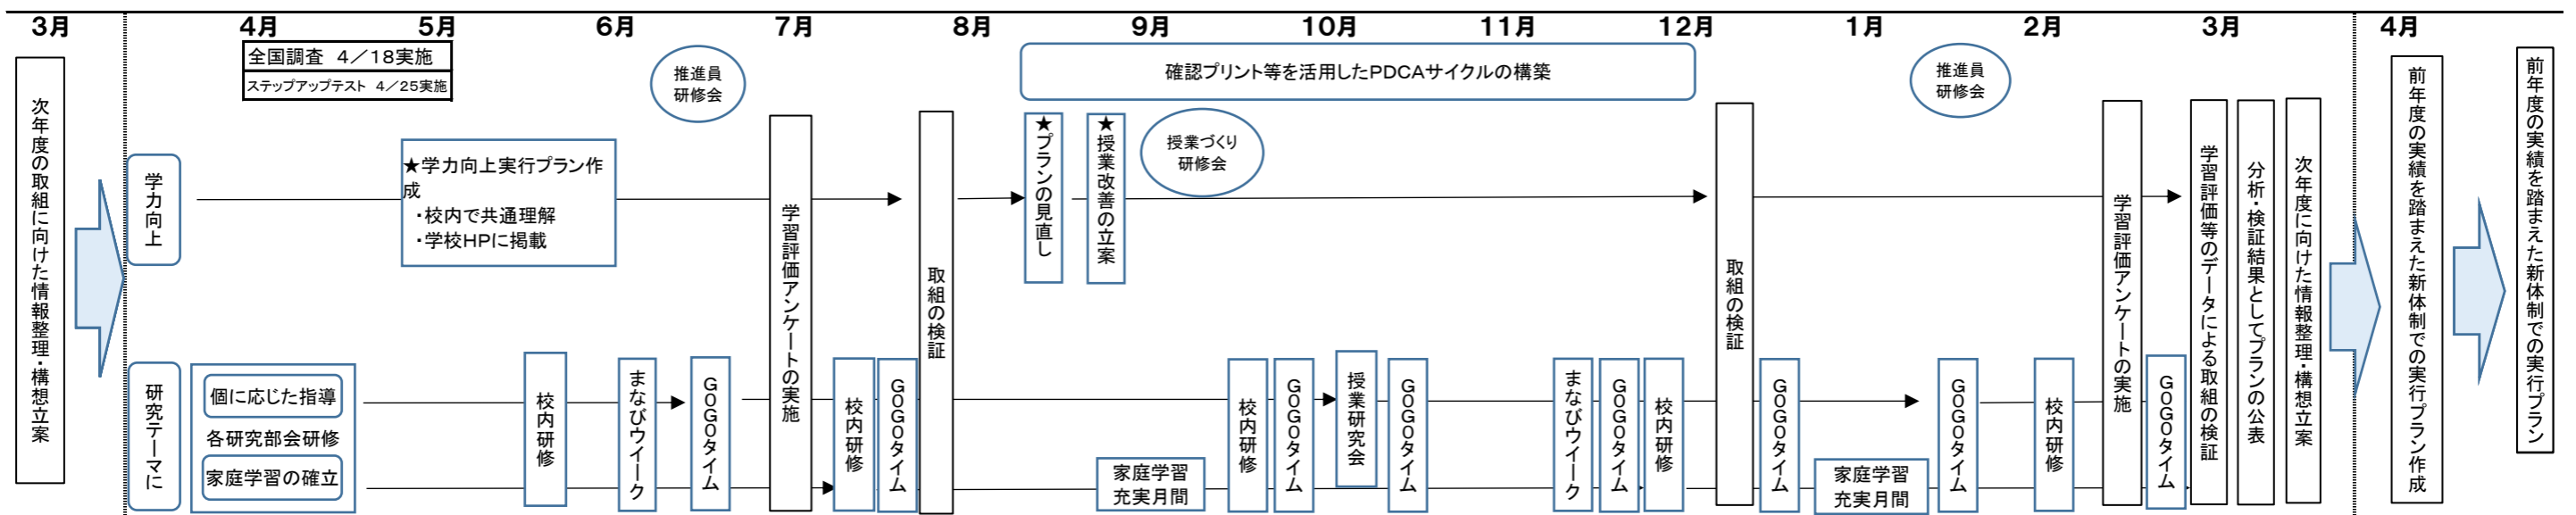 3月 4月 5月 6月 7月 8月 9月 10月 11月 12月 1月 2月 3月 4月
次年度の取組に向けた情報整理・構想立案
全国調査 4／18実施
ステップアップテスト 4／25実施
推進員
研修会
確認プリント等を活用したPDCAサイクルの構築
推進員
研修会
学力向上
★学力向上実行プラン作
成
・校内で共通理解
・学校HPに掲載
学習評価アンケートの実施
取組の検証
★プランの見直し
★授業改善の立案
授業づくり
研修会
取組の検証
学習評価アンケートの実施
学習評価等のデータによる取組の検証
分析・検証結果としてプランの公表
次年度に向けた情報整理・構想立案
前年度の実績を踏まえた新体制での実行プラン作成
前年度の実績を踏まえた新体制での実行プラン
研究テーマに
個に応じた指導
各研究部会研修
家庭学習の確立
校内研修
まなびウイーク
GOGOタイム
校内研修
GOGOタイム
家庭学習
充実月間
校内研修
GOGOタイム
授業研究会
GOGOタイム
まなびウイーク
GOGOタイム
校内研修
GOGOタイム
家庭学習
充実月間
GOGOタイム
校内研修
GOGOタイム